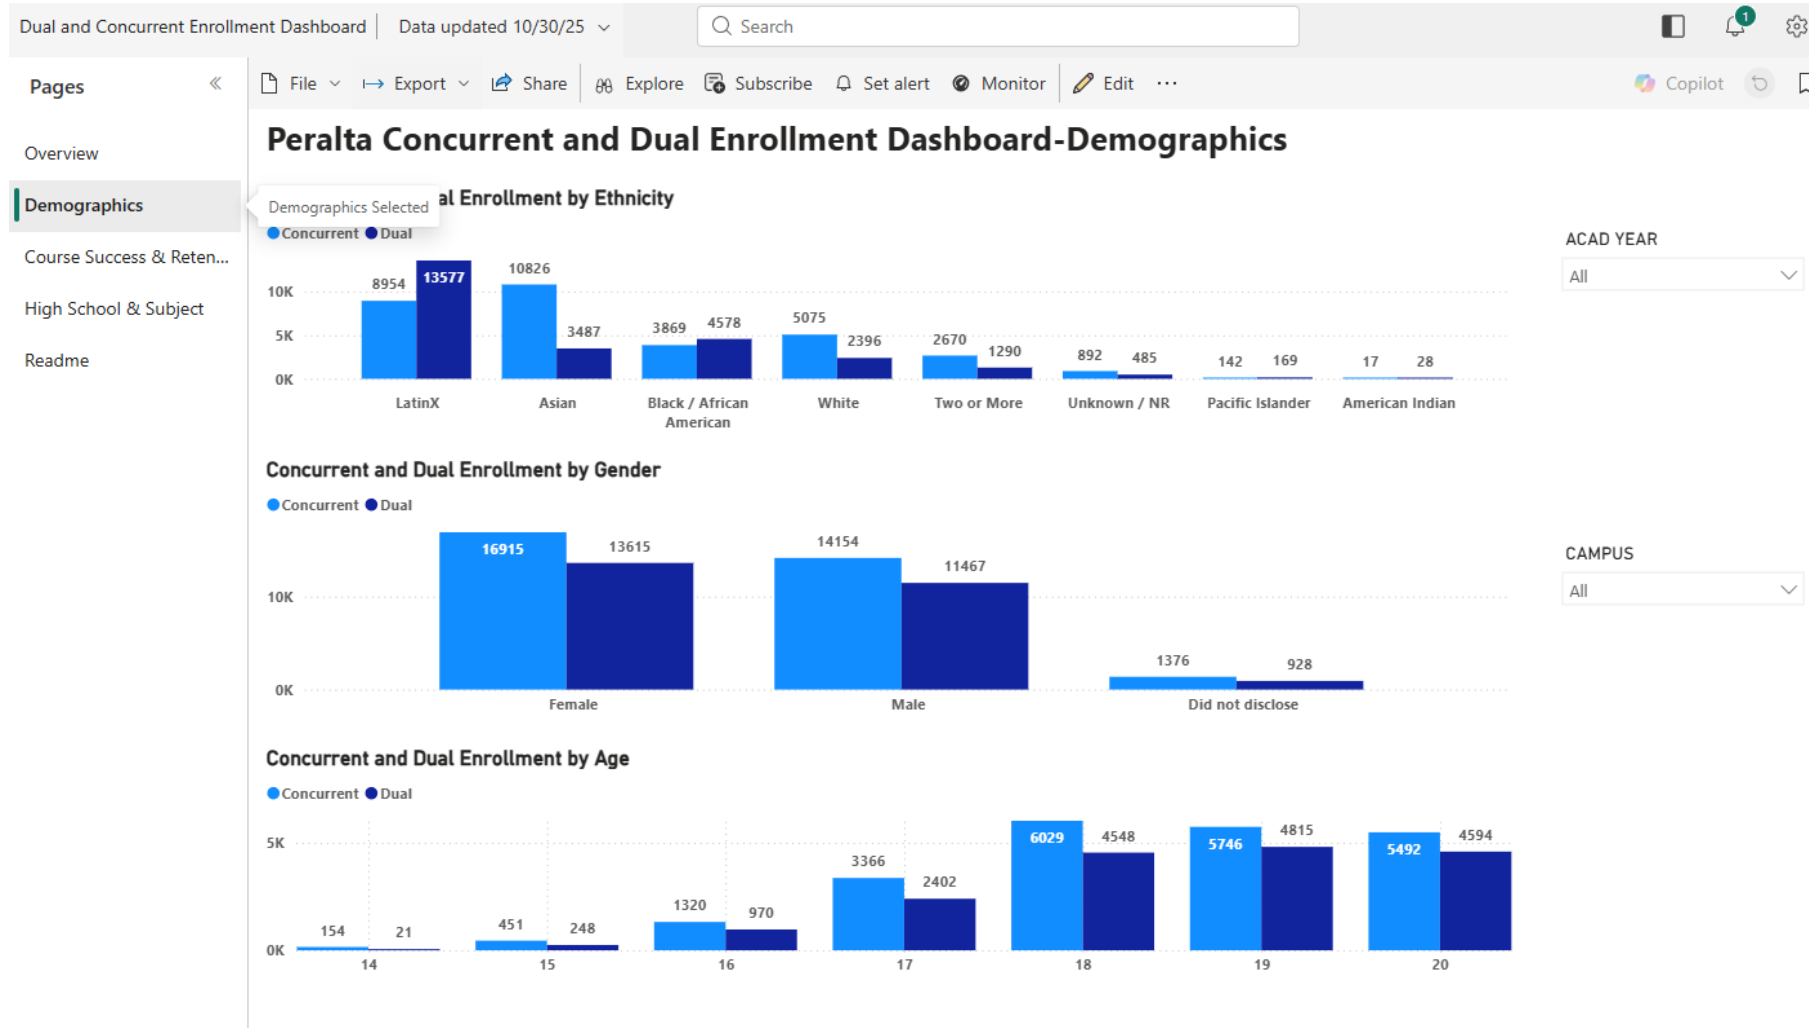 Dual and Concurrent Enrollment Dashboard
Data updated 10/30/25
Search
1
Pages
File
Export
Share
Explore
Subscribe
Set alert
Monitor
Edit
...
Copilot
Overview
Demographics
Course Success & Reten...
High School & Subject
Readme
Demographics Selected
Peralta Concurrent and Dual Enrollment Dashboard-Demographics
al Enrollment by Ethnicity
Concurrent Dual
10K
5K
0K
8954 13577
10826 3487
3869 4578
5075 2396
2670 1290
892 485
142 169
17 28
LatinX
Asian
Black / African
American
White
Two or More
Unknown / NR
Pacific Islander
American Indian
ACAD YEAR
All
Concurrent and Dual Enrollment by Gender
Concurrent Dual
10K
0K
16915 13615
14154 11467
1376 928
Female
Male
Did not disclose
CAMPUS
All
Concurrent and Dual Enrollment by Age
Concurrent Dual
5K
0K
154 21
451 248
1320 970
3366 2402
6029 4548
5746 4815
5492 4594
14
15
16
17
18
19
20